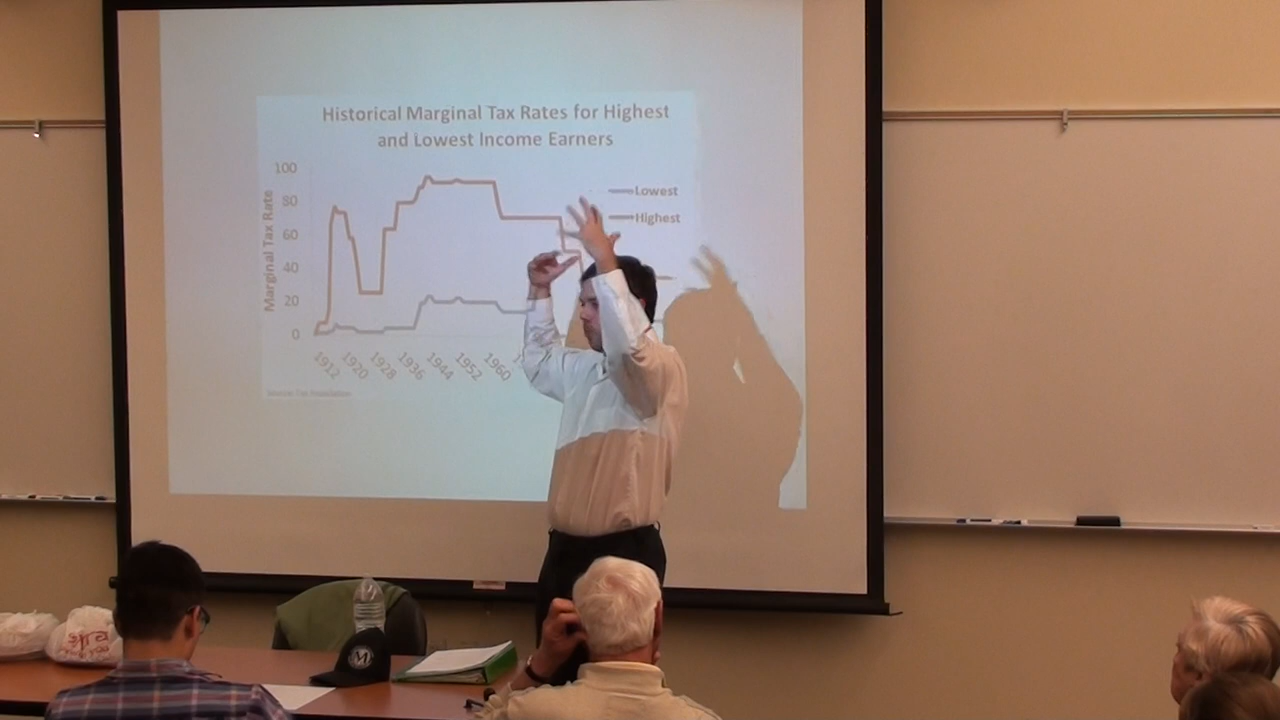 Historical Marginal Tax Rates for Highest
and Lowest Income Earners
Marginal Tax Rate
100
80
60
40
20
0
Lowest
Highest
1912
1920
1928
1936
1944
1952
1960
M